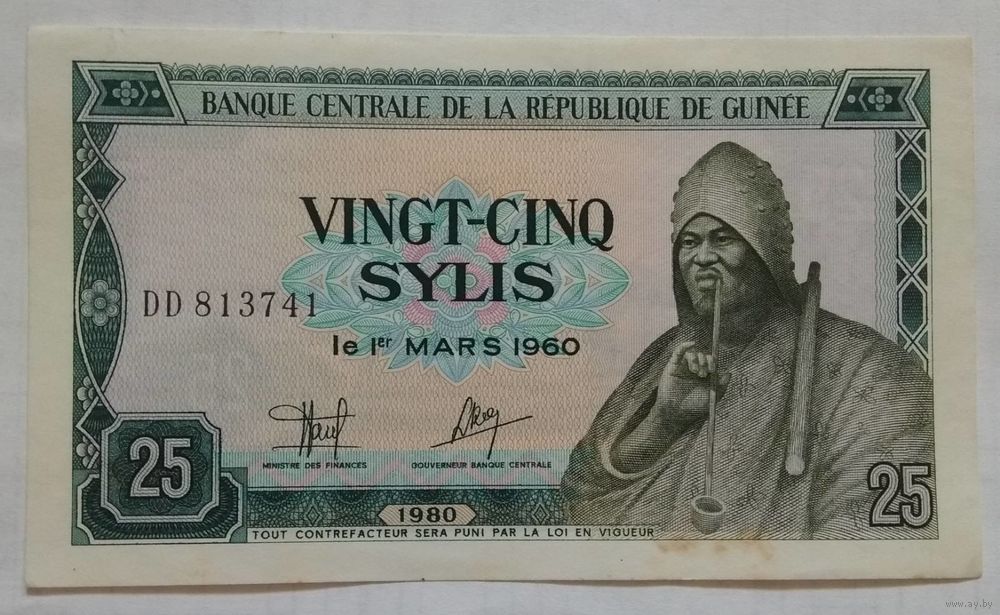 BANQUE CENTRALE DE LA RÉPUBLIQUE DE GUINÉE
VINGT-CINQ
SYLIS
DD 813741
le 1er MARS 1960
MINISTRE DES FINANCES
GOUVERNEUR BANQUE CENTRALE
25
25
1980
TOUT CONTREFACTEUR SERA PUNI PAR LA LOI EN VIGUEUR
www.ay.by